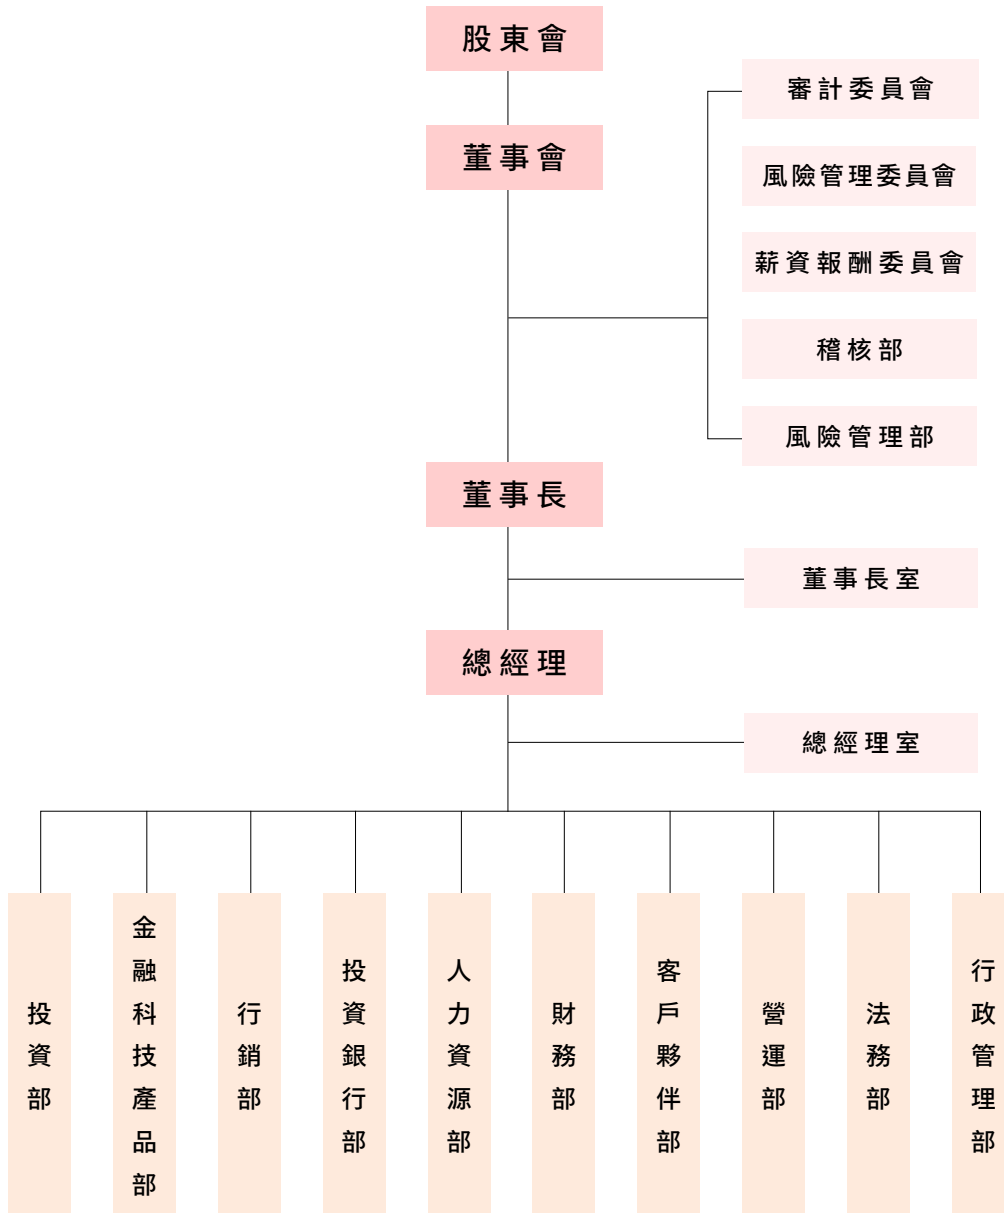 股東會
董事會
審計委員會
風險管理委員會
薪資報酬委員會
稽核部
風險管理部
董事長
董事長室
總經理
總經理室
投資部
金融科技產品部
行銷部
投資銀行部
人力資源部
財務部
客戶夥伴部
營運部
法務部
行政管理部